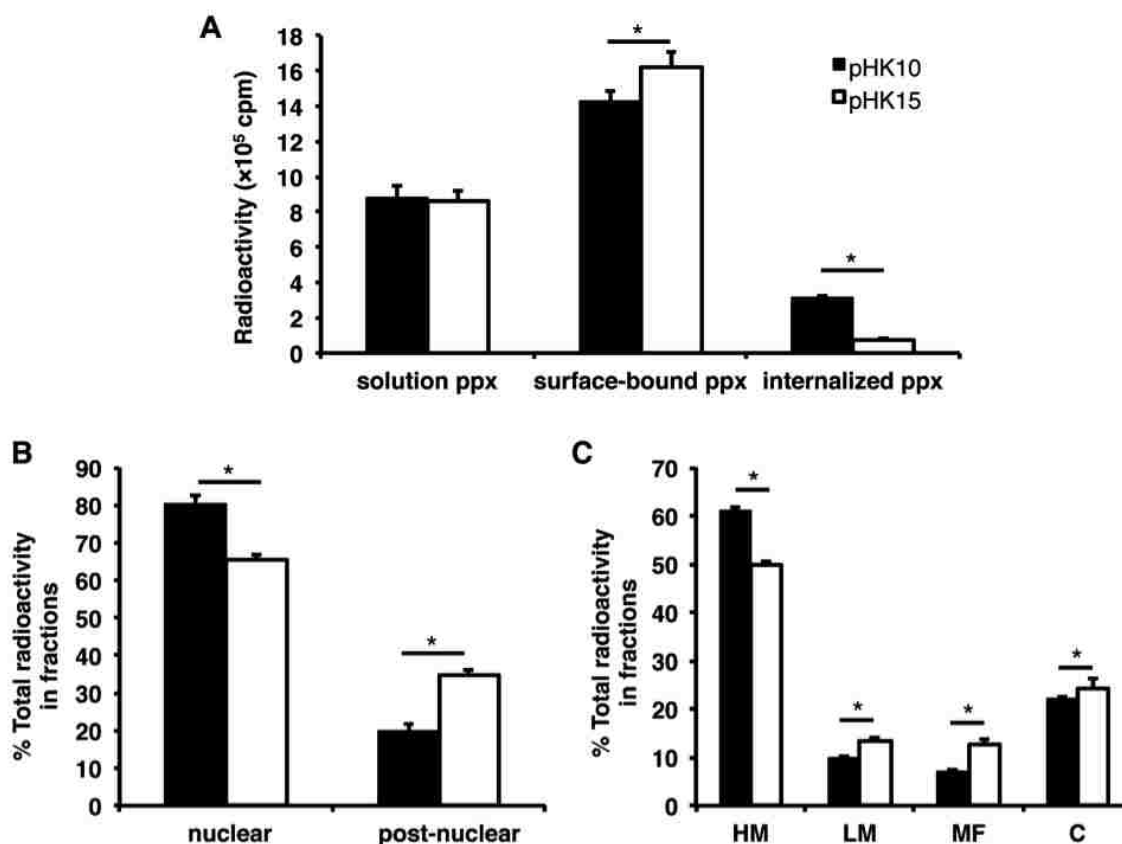 A
Radioactivity (×10⁵ cpm)
18
16
14
12
10
8
6
4
2
0
*
*
pHK10
pHK15
solution ppx surface-bound ppx internalized ppx
B
% Total radioactivity
in fractions
90
80
70
60
50
40
30
20
10
0
*
*
nuclear post-nuclear
C
% Total radioactivity
in fractions
70
60
50
40
30
20
10
0
*
*
*
*
HM LM MF C